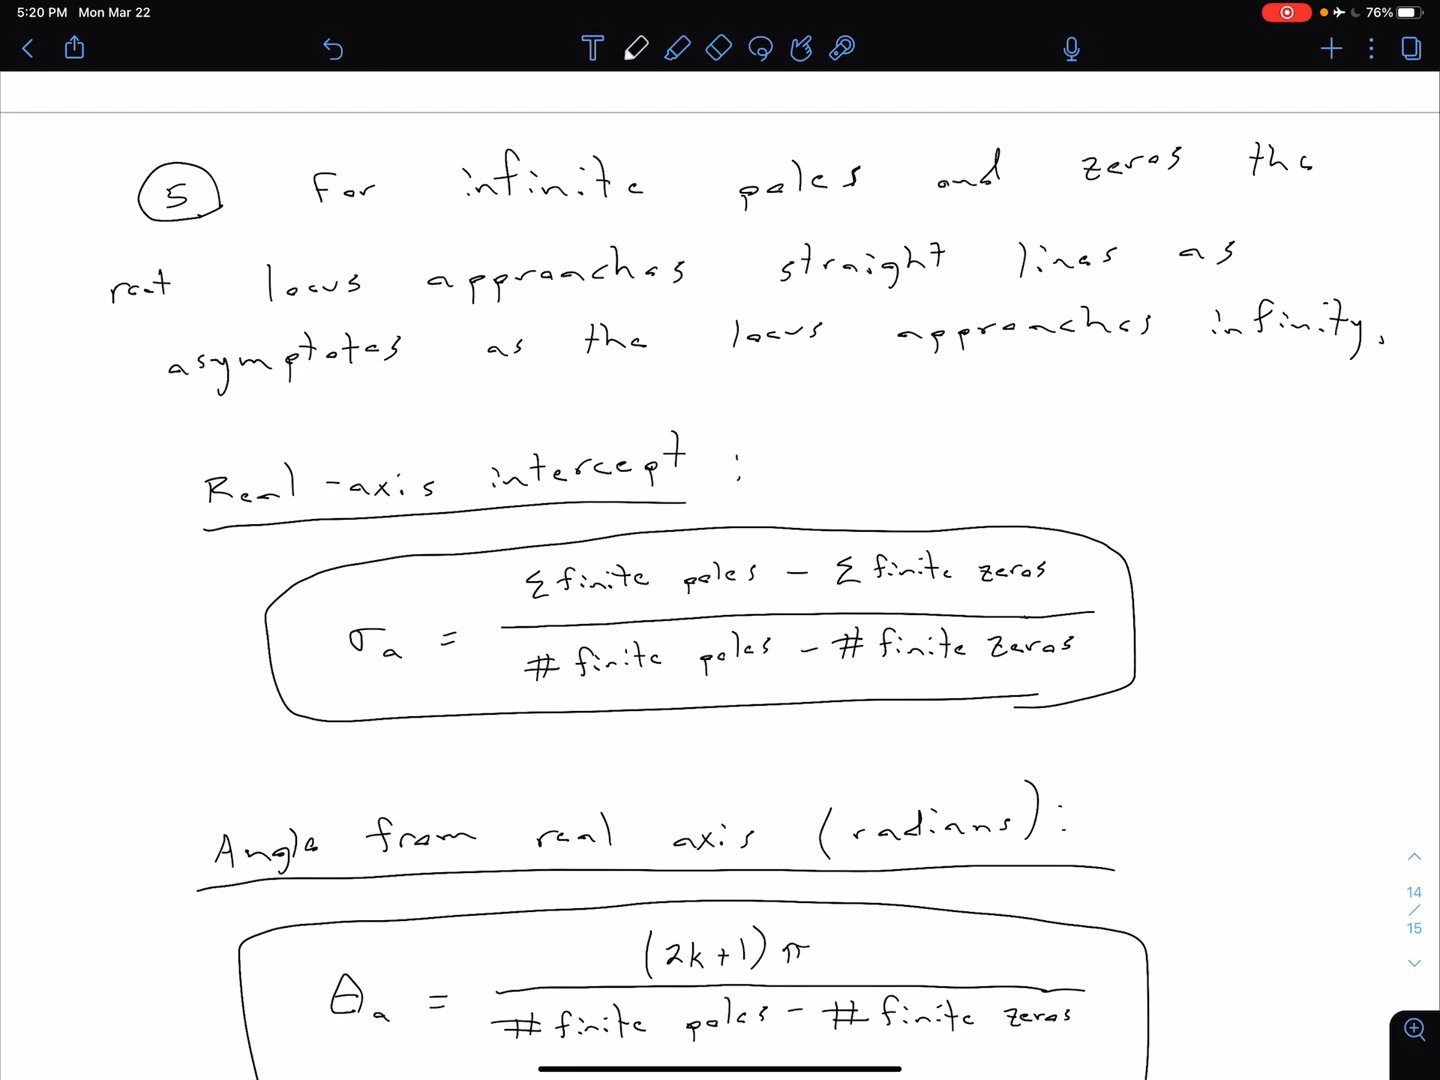 5:20 PM Mon Mar 22
76%
5 For infinite poles and zeros the
root locus approaches straight lines as
asymptotes as the locus approaches infinity.
Real-axis intercept :
σa = Σ finite poles - Σ finite zeros
# finite poles - # finite zeros
Angle from real axis (radians):
θa = (2k+1) π
# finite poles - # finite zeros
14
/
15